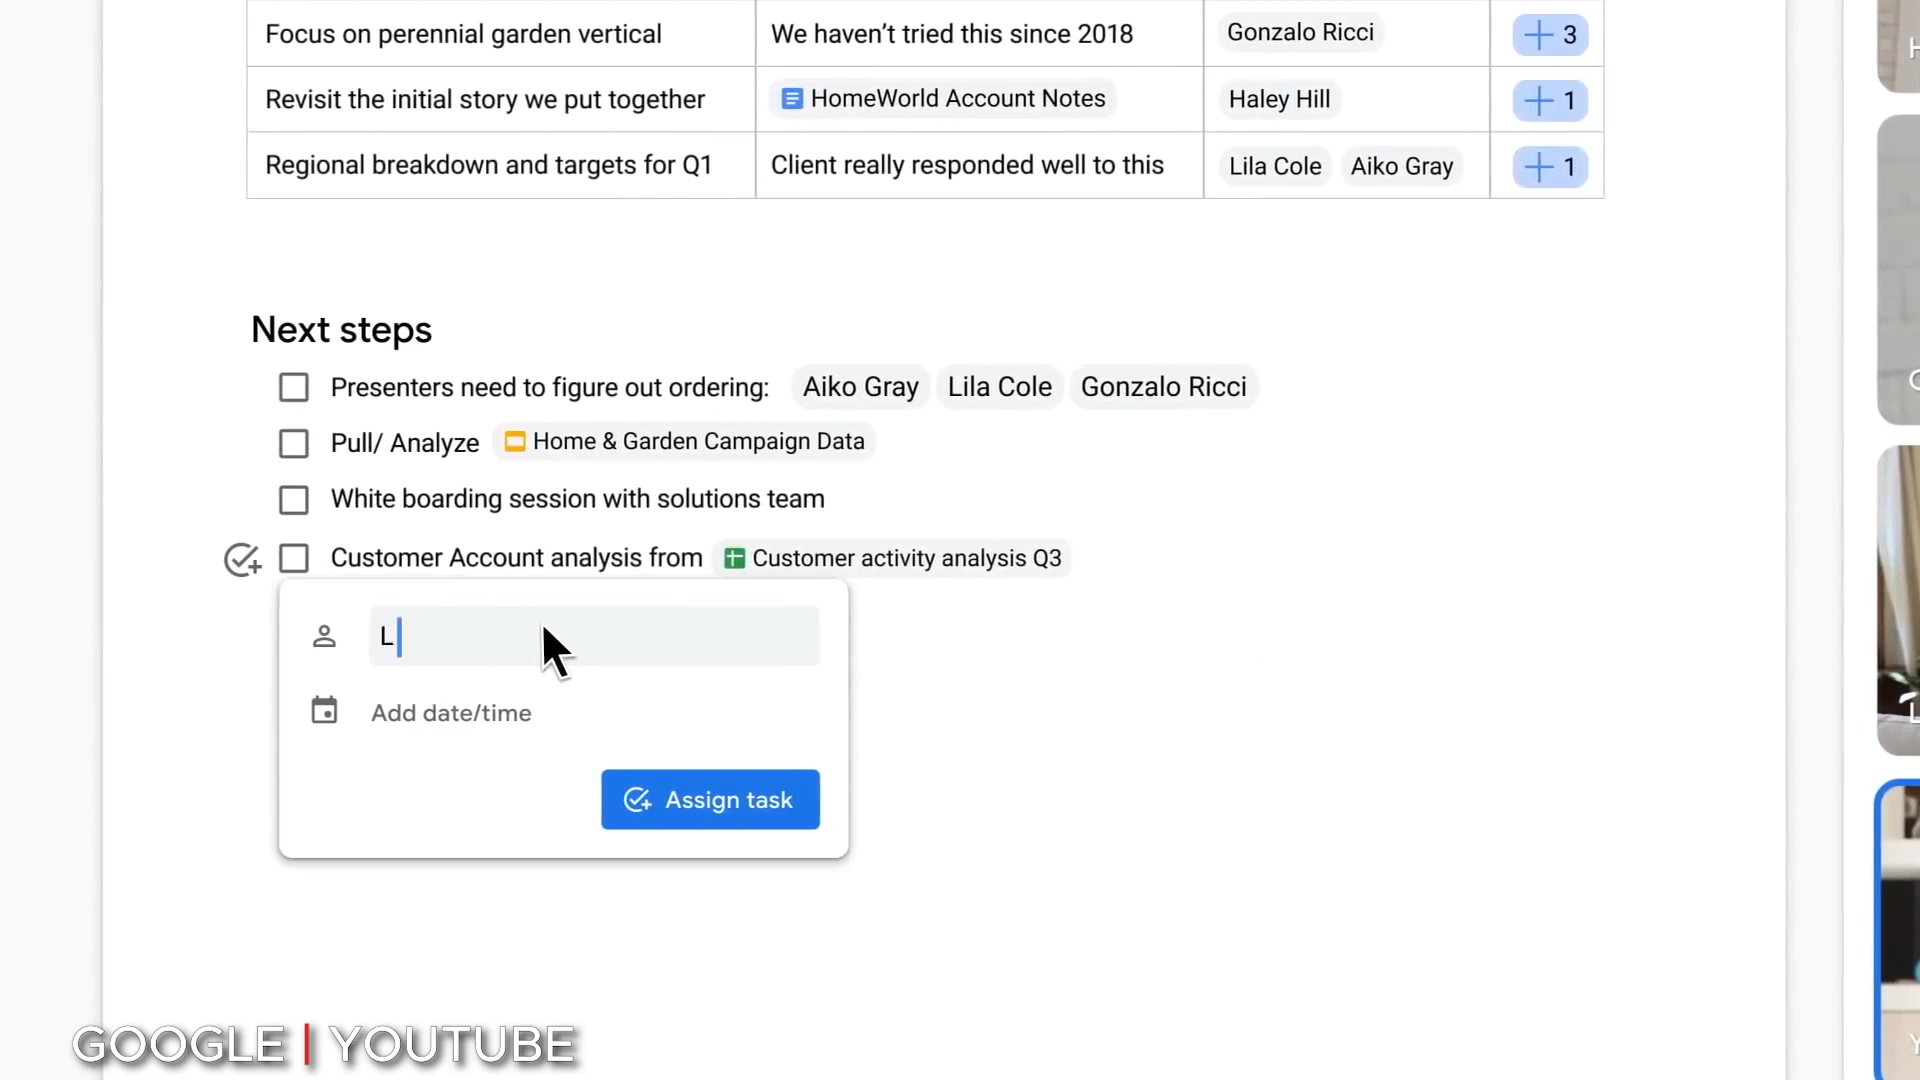 Focus on perennial garden vertical We haven’t tried this since 2018 Gonzalo Ricci + 3
Revisit the initial story we put together HomeWorld Account Notes Haley Hill + 1
Regional breakdown and targets for Q1 Client really responded well to this Lila Cole Aiko Gray + 1
Next steps
Presenters need to figure out ordering: Aiko Gray Lila Cole Gonzalo Ricci
Pull/ Analyze Home & Garden Campaign Data
White boarding session with solutions team
Customer Account analysis from Customer activity analysis Q3
L
Add date/time
Assign task
GOOGLE | YOUTUBE